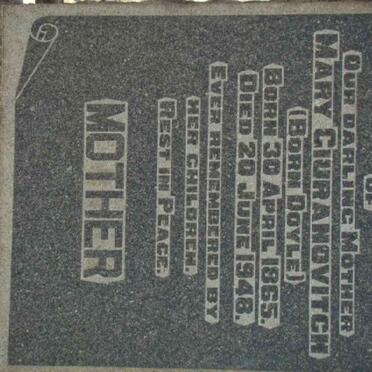 OF
OUR DARLING MOTHER
MARY CIURANOVITCH
(BORN DOYLE)
BORN 30 APRIL 1865.
DIED 20 JUNE 1948.
EVER REMEMBERED BY
HER CHILDREN.
REST IN PEACE.
MOTHER